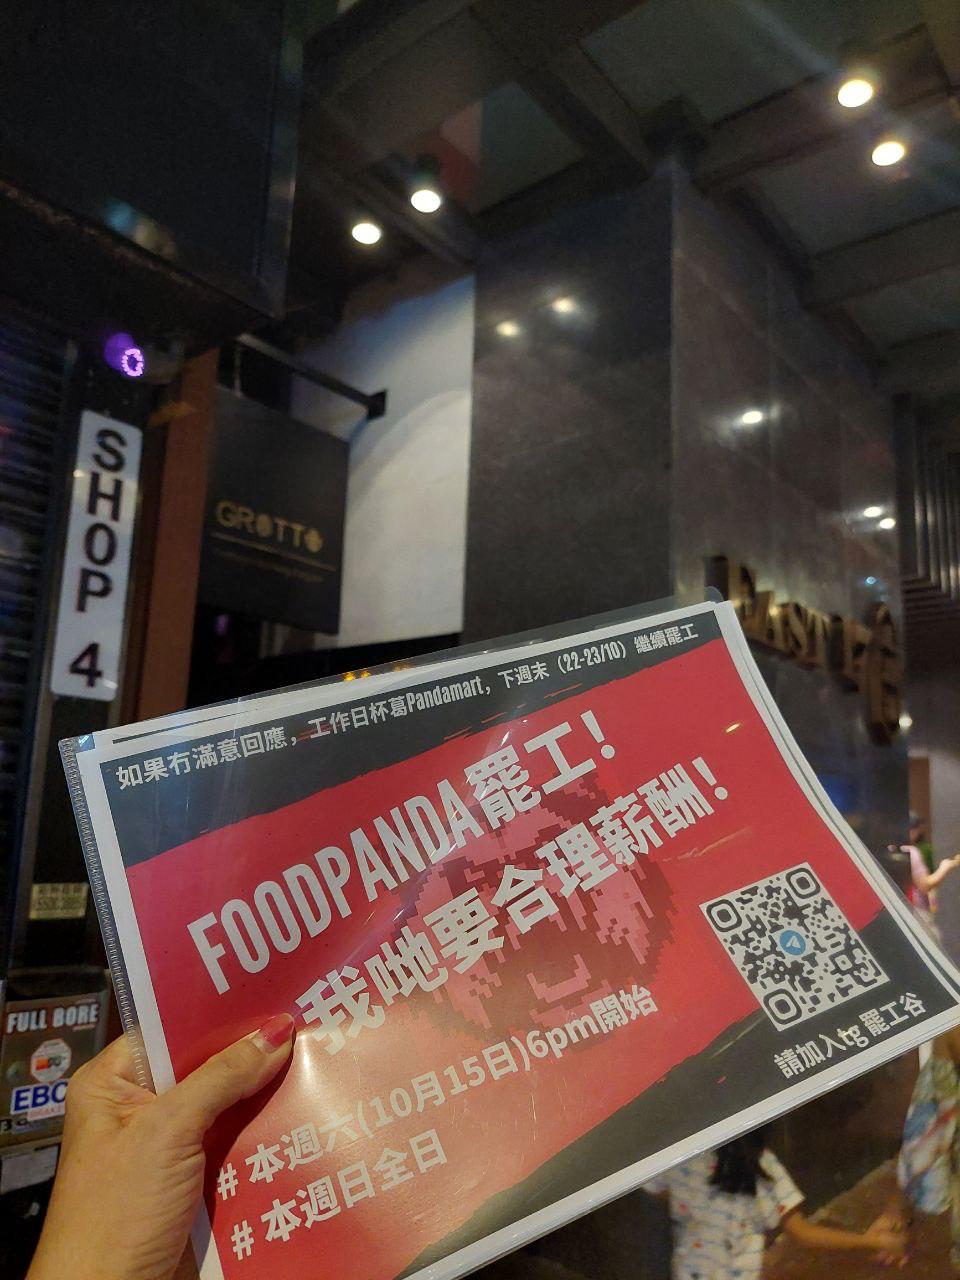 SHOP 4
GROTTO
EAST
如果冇滿意回應，工作日杯葛Pandamart，下週末（22-23/10）繼續罷工
FOODPANDA罷工！
我哋要合理薪酬！
# 本週六(10月15日)6pm開始
# 本週日全日
請加入tg 罷工谷
FULL BORE
EBC